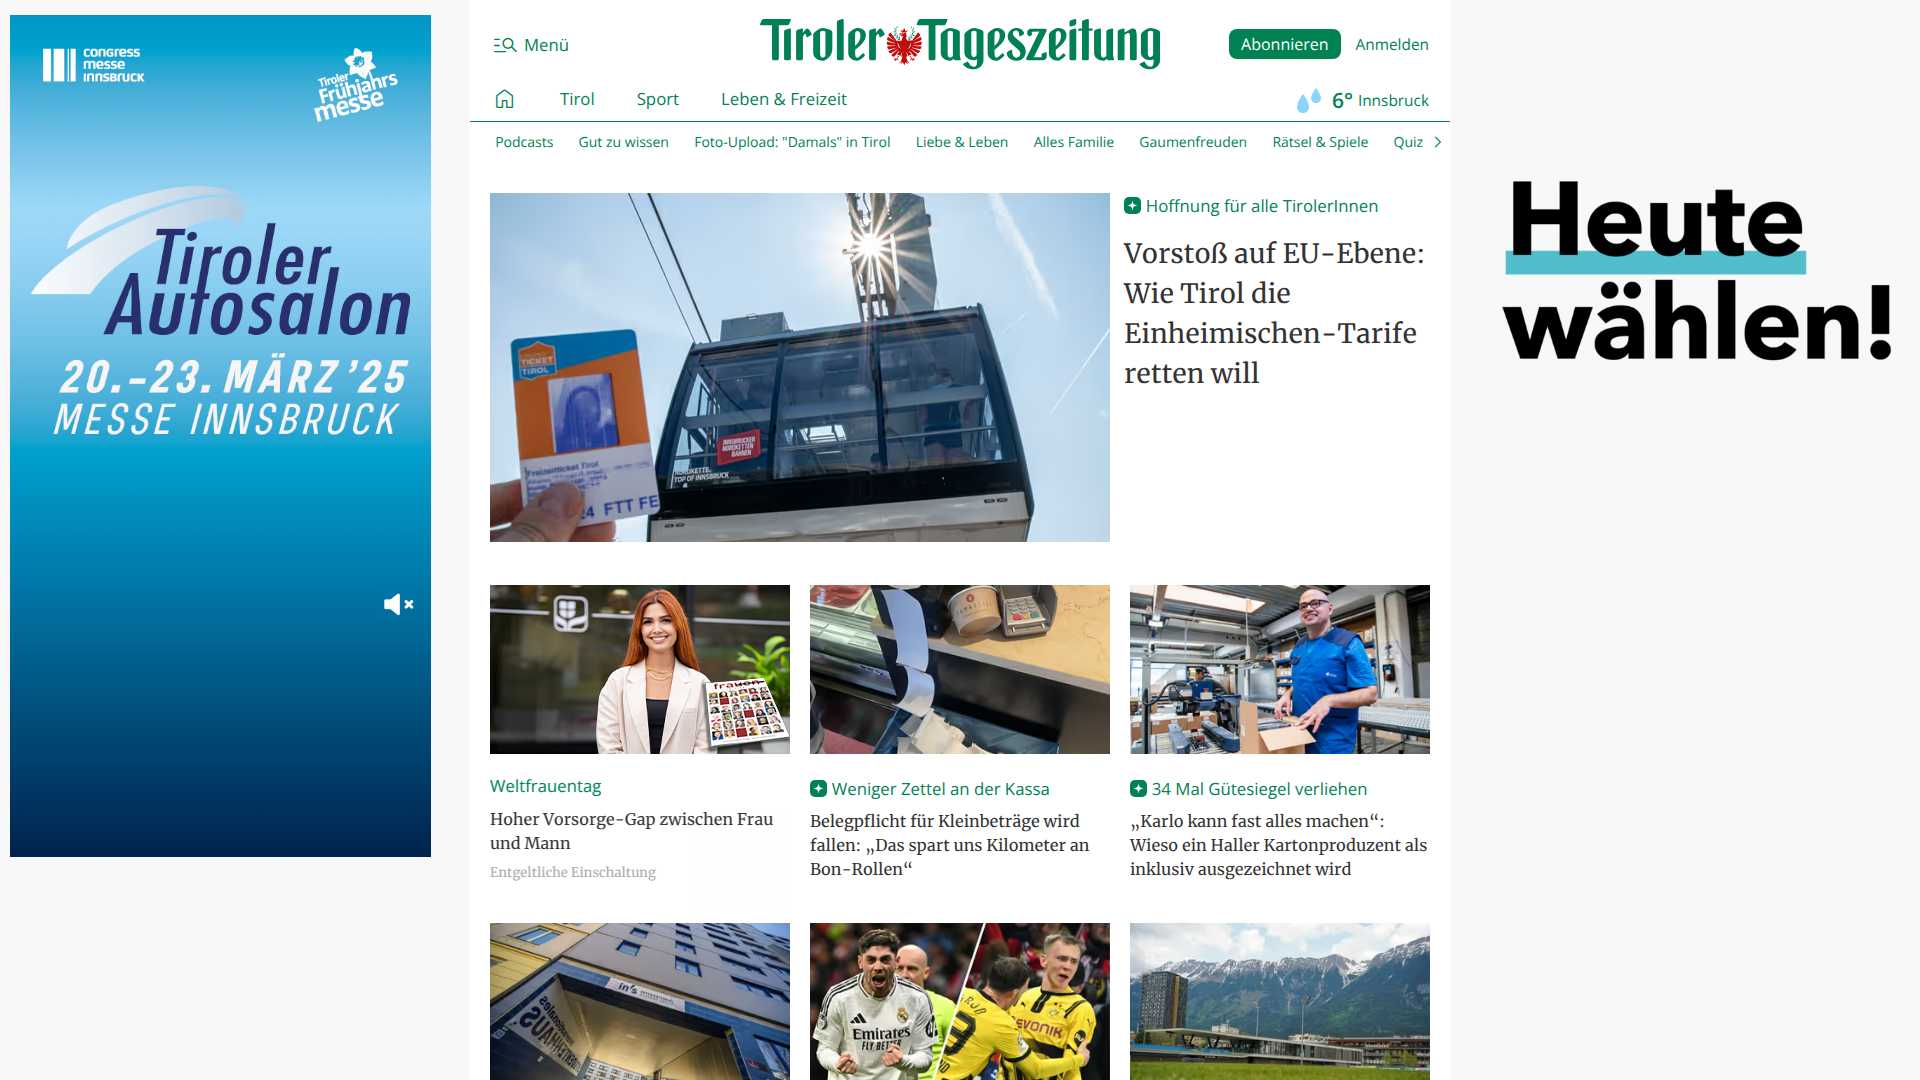 congress
messe
innsbruck
Tiroler
Frühjahrs
messe
Tiroler
Autosalon
20.–23. MÄRZ ’25
MESSE INNSBRUCK
Menü
Tiroler Tageszeitung
Abonnieren
Anmelden
Tirol
Sport
Leben & Freizeit
6° Innsbruck
Podcasts
Gut zu wissen
Foto-Upload: "Damals" in Tirol
Liebe & Leben
Alles Familie
Gaumenfreuden
Rätsel & Spiele
Quiz
TICKET
TIROL
Freizeitticket Tirol
24 FTT FE
INNSBRUCKER
NORDKETTEN
BAHNEN
NORDKETTE.
TOP OF INNSBRUCK
Hoffnung für alle TirolerInnen
Vorstoß auf EU-Ebene:
Wie Tirol die
Einheimischen-Tarife
retten will
Heute
wählen!
frauen
Weltfrauentag
Hoher Vorsorge-Gap zwischen Frau
und Mann
Entgeltliche Einschaltung
Weniger Zettel an der Kassa
Belegpflicht für Kleinbeträge wird
fallen: „Das spart uns Kilometer an
Bon-Rollen“
34 Mal Gütesiegel verliehen
„Karlo kann fast alles machen“:
Wieso ein Haller Kartonproduzent als
inklusiv ausgezeichnet wird
in's
Emirates
FLY BETTER
EVONIK